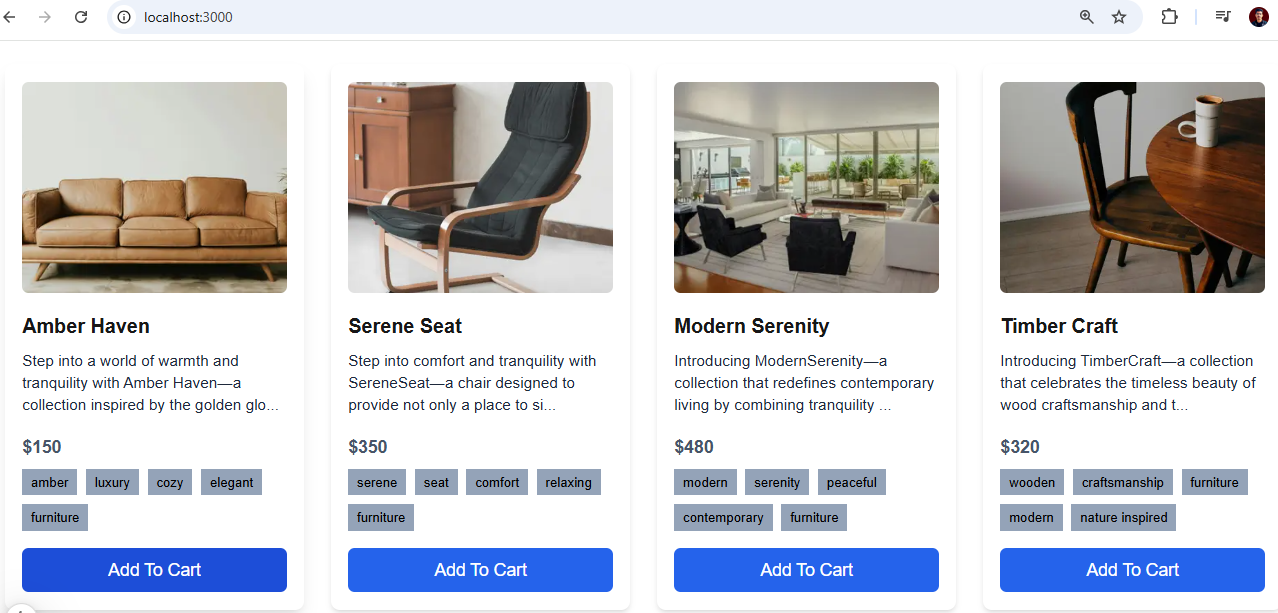 localhost:3000
Amber Haven
Step into a world of warmth and
tranquility with Amber Haven—a
collection inspired by the golden glo...
$150
amber luxury cozy elegant
furniture
Add To Cart
Serene Seat
Step into comfort and tranquility with
SereneSeat—a chair designed to
provide not only a place to si...
$350
serene seat comfort relaxing
furniture
Add To Cart
Modern Serenity
Introducing ModernSerenity—a
collection that redefines contemporary
living by combining tranquility ...
$480
modern serenity peaceful
contemporary furniture
Add To Cart
Timber Craft
Introducing TimberCraft—a collection
that celebrates the timeless beauty of
wood craftsmanship and t...
$320
wooden craftsmanship furniture
modern nature inspired
Add To Cart